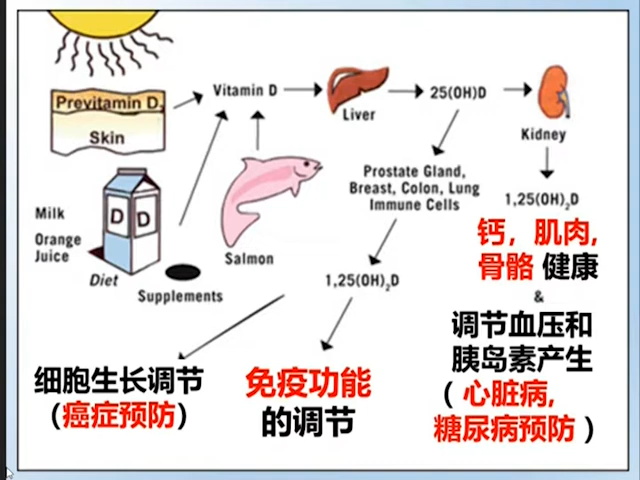 Previtamin D3
Skin
Vitamin D
Liver
25(OH)D
Kidney
Milk
Orange
Juice
D D
Diet
Supplements
Salmon
Prostate Gland,
Breast, Colon, Lung
Immune Cells
1,25(OH)2D
1,25(OH)2D
钙，肌肉,
骨骼 健康
&
调节血压和
胰岛素产生
（ 心脏病,
糖尿病预防 ）
细胞生长调节
（癌症预防）
免疫功能
的调节